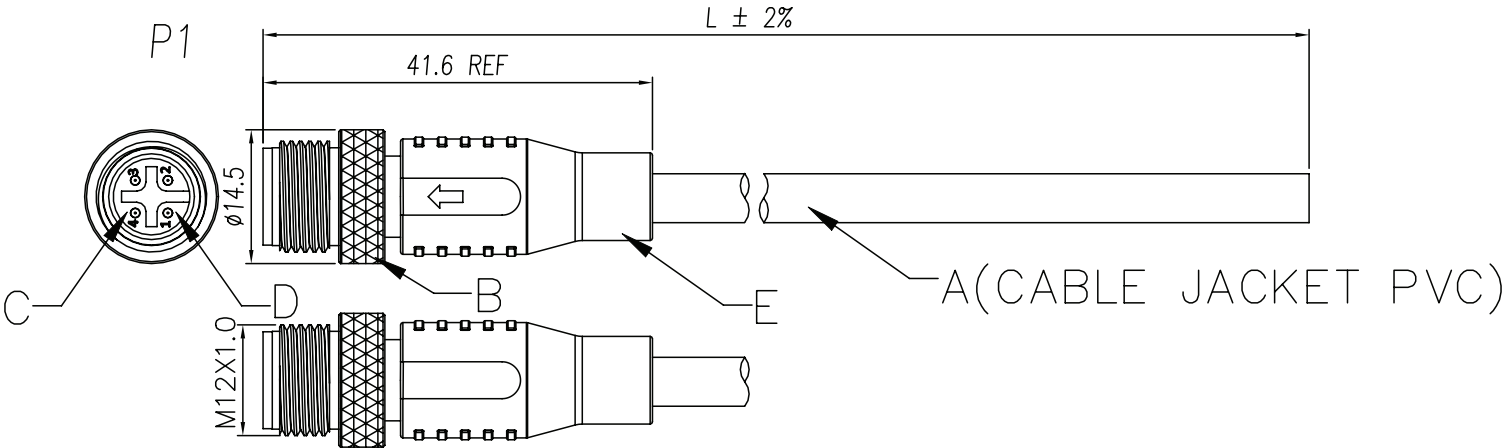 L ± 2%
P1
41.6 REF
3 2
4 1
ø14.5
C
D
B
E
A(CABLE JACKET PVC)
M12X1.0